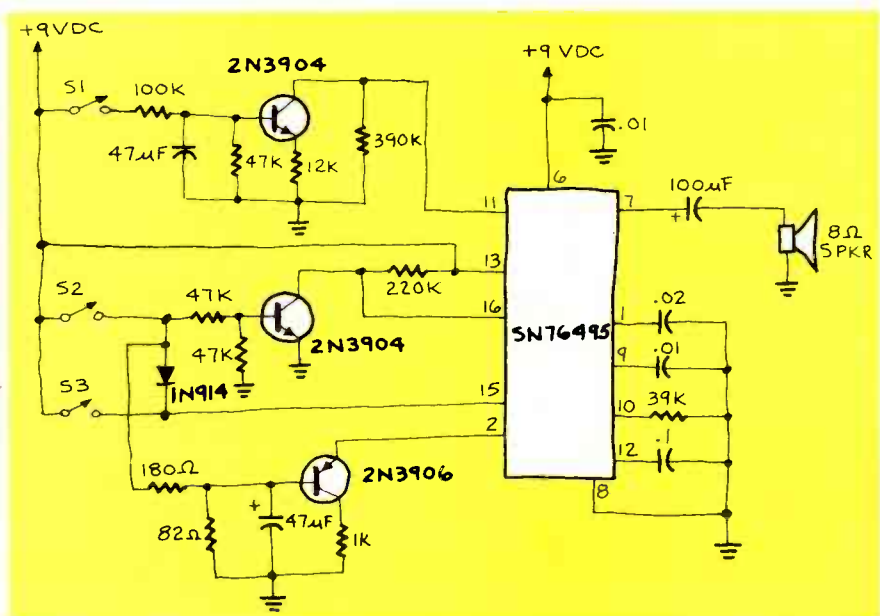 +9VDC
S1
100K
2N3904
47µF
47K
12K
390K
+9 VDC
.01
6
11
7
100µF
+
8Ω
SPKR
13
220K
16
S2
47K
2N3904
47K
1N914
S3
15
2
SN76495
1
.02
9
.01
10
39K
12
.1
8
180Ω
2N3906
82Ω
+
47µF
1K